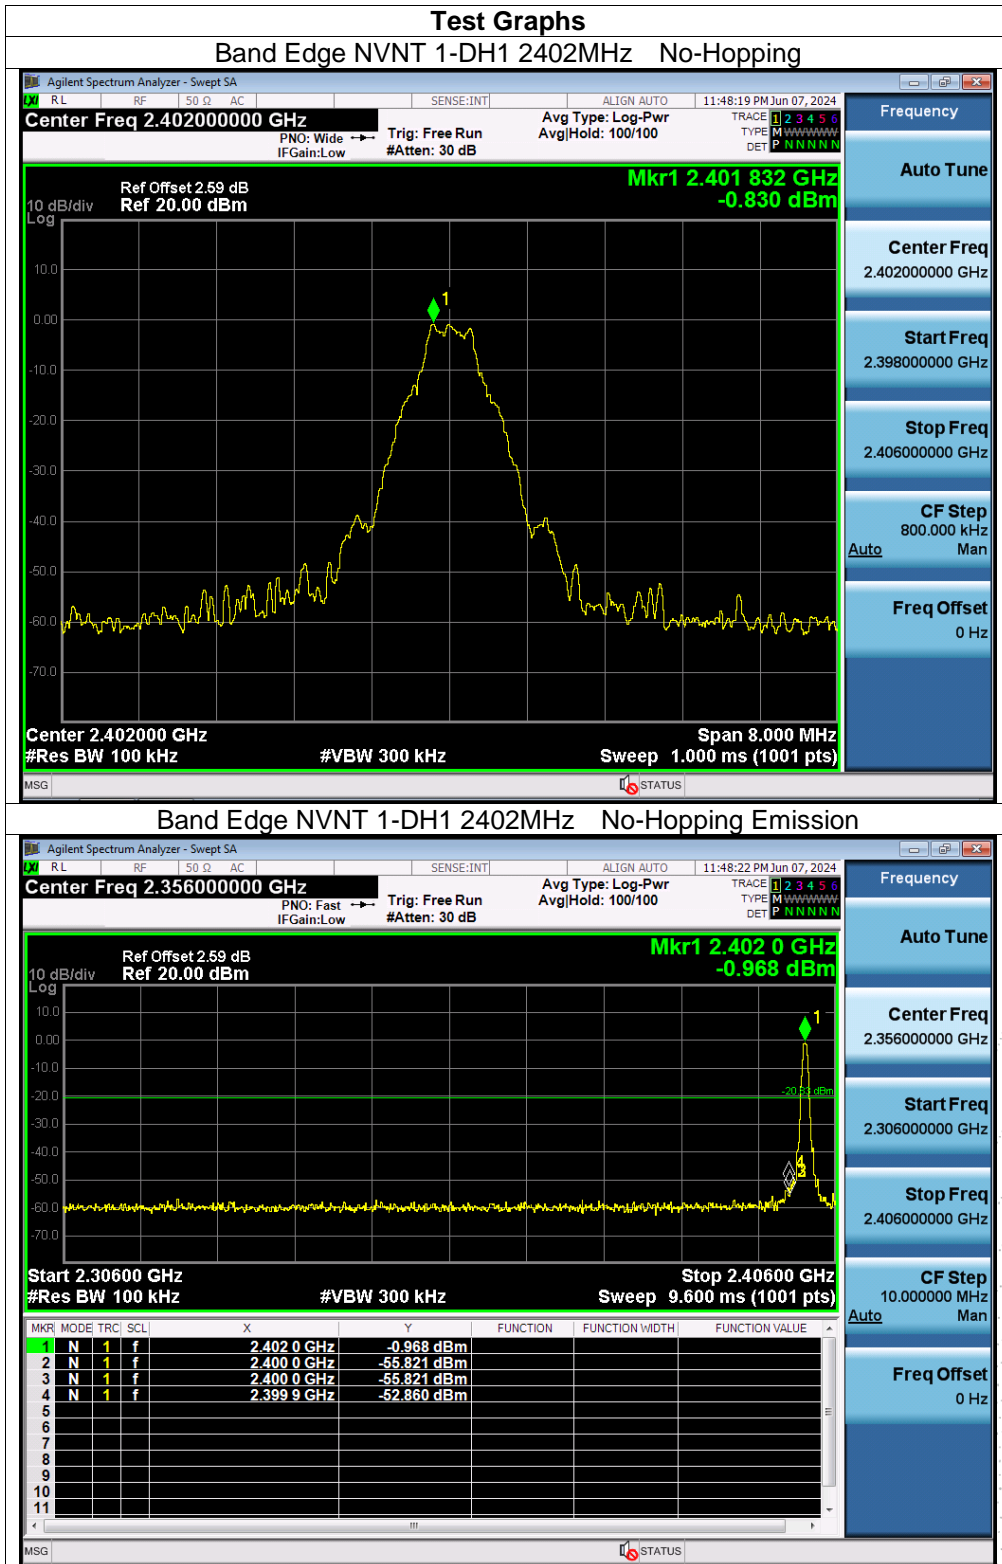 Test Graphs
Band Edge NVNT 1-DH1 2402MHz No-Hopping
Agilent Spectrum Analyzer - Swept SA
LXI RL RF 50 Ω AC SENSE:INT ALIGN AUTO 11:48:19 PM Jun 07, 2024
Center Freq 2.402000000 GHz
PNO: Wide
IFGain:Low
Trig: Free Run
#Atten: 30 dB
Avg Type: Log-Pwr
Avg|Hold: 100/100
TRACE 1 2 3 4 5 6
TYPE M WWWWW
DET P N N N N N
Frequency
Auto Tune
Center Freq
2.402000000 GHz
Start Freq
2.398000000 GHz
Stop Freq
2.406000000 GHz
CF Step
800.000 kHz
Auto Man
Freq Offset
0 Hz
Mkr1 2.401 832 GHz
-0.830 dBm
Ref Offset 2.59 dB
10 dB/div Ref 20.00 dBm
Log
10.0
0.00
-10.0
-20.0
-30.0
-40.0
-50.0
-60.0
-70.0
1
Center 2.402000 GHz Span 8.000 MHz
#Res BW 100 kHz #VBW 300 kHz Sweep 1.000 ms (1001 pts)
MSG STATUS
Band Edge NVNT 1-DH1 2402MHz No-Hopping Emission
Agilent Spectrum Analyzer - Swept SA
LXI RL RF 50 Ω AC SENSE:INT ALIGN AUTO 11:48:22 PM Jun 07, 2024
Center Freq 2.356000000 GHz
PNO: Fast
IFGain:Low
Trig: Free Run
#Atten: 30 dB
Avg Type: Log-Pwr
Avg|Hold: 100/100
TRACE 1 2 3 4 5 6
TYPE M WWWWW
DET P N N N N N
Frequency
Auto Tune
Center Freq
2.356000000 GHz
Start Freq
2.306000000 GHz
Stop Freq
2.406000000 GHz
CF Step
10.000000 MHz
Auto Man
Freq Offset
0 Hz
Mkr1 2.402 0 GHz
-0.968 dBm
Ref Offset 2.59 dB
10 dB/div Ref 20.00 dBm
Log
10.0
0.00
-10.0
-20.0
-30.0
-40.0
-50.0
-60.0
-70.0
1
-20.83 dBm
Start 2.30600 GHz Stop 2.40600 GHz
#Res BW 100 kHz #VBW 300 kHz Sweep 9.600 ms (1001 pts)
MKR MODE TRC SCL X Y FUNCTION FUNCTION WIDTH FUNCTION VALUE
1 N 1 f 2.402 0 GHz -0.968 dBm
2 N 1 f 2.400 0 GHz -55.821 dBm
3 N 1 f 2.400 0 GHz -55.821 dBm
4 N 1 f 2.399 9 GHz -52.860 dBm
5
6
7
8
9
10
11
MSG STATUS